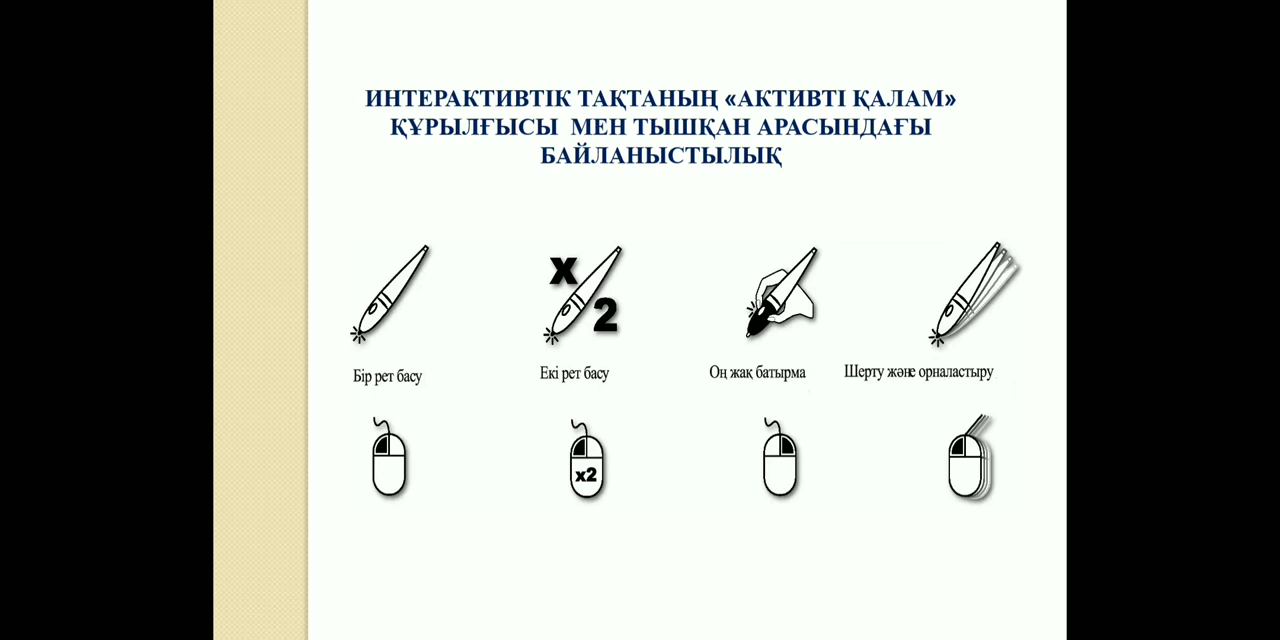 ИНТЕРАКТИВТІК ТАҚТАНЫҢ «АКТИВТІ ҚАЛАМ»
ҚҰРЫЛҒЫСЫ МЕН ТЫШҚАН АРАСЫНДАҒЫ
БАЙЛАНЫСТЫЛЫҚ
x
2
Бір рет басу
Екі рет басу
Оң жақ батырма
Шерту және орналастыру
x2